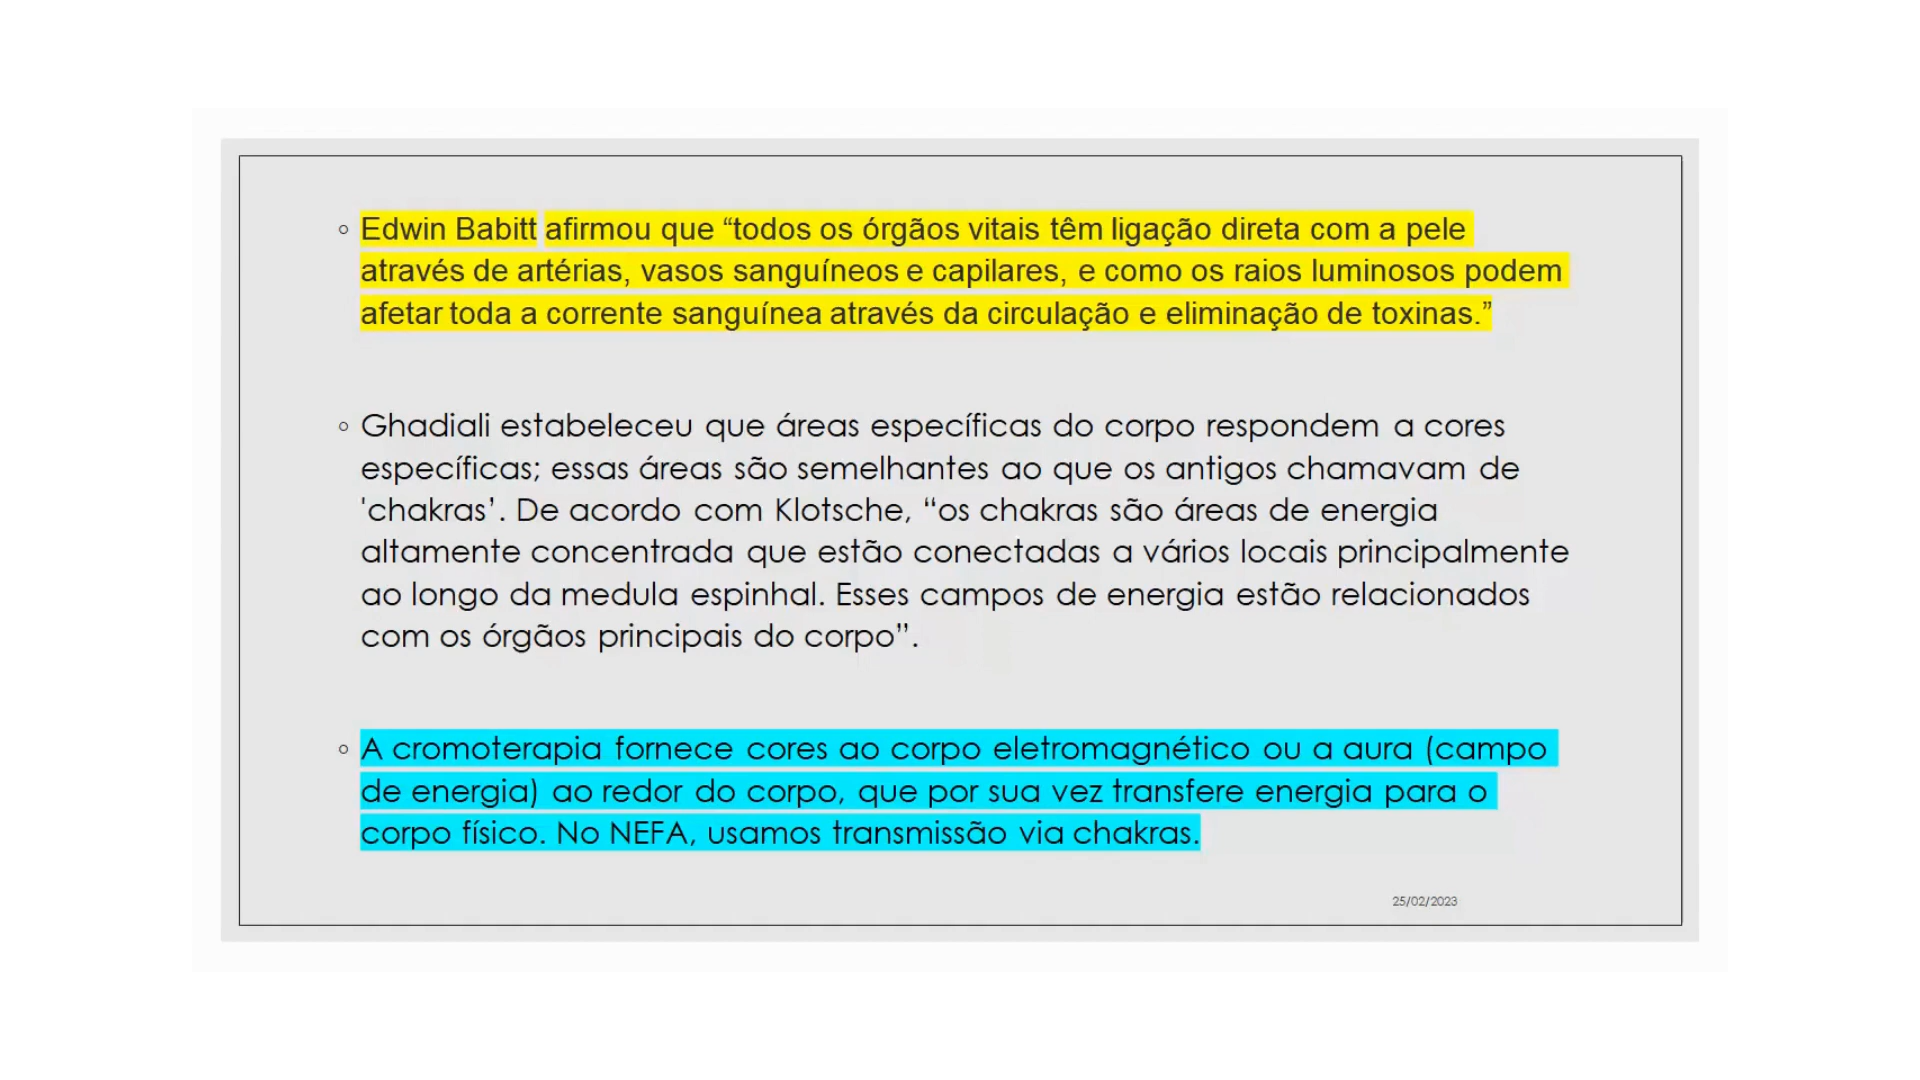 Edwin Babitt afirmou que “todos os órgãos vitais têm ligação direta com a pele
através de artérias, vasos sanguíneos e capilares, e como os raios luminosos podem
afetar toda a corrente sanguínea através da circulação e eliminação de toxinas.”
Ghadiali estabeleceu que áreas específicas do corpo respondem a cores
específicas; essas áreas são semelhantes ao que os antigos chamavam de
'chakras’. De acordo com Klotsche, “os chakras são áreas de energia
altamente concentrada que estão conectadas a vários locais principalmente
ao longo da medula espinhal. Esses campos de energia estão relacionados
com os órgãos principais do corpo”.
A cromoterapia fornece cores ao corpo eletromagnético ou a aura (campo
de energia) ao redor do corpo, que por sua vez transfere energia para o
corpo físico. No NEFA, usamos transmissão via chakras.
25/02/2023